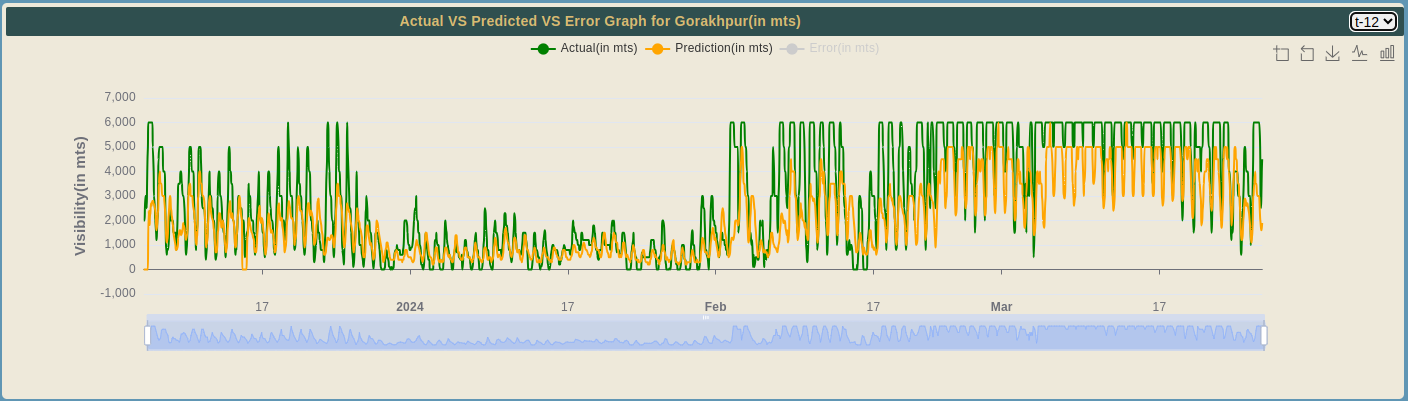 Actual VS Predicted VS Error Graph for Gorakhpur(in mts)
t-12
Actual(in mts) Prediction(in mts) Error(in mts)
Visibility(in mts)
7,000
6,000
5,000
4,000
3,000
2,000
1,000
0
-1,000
17 2024 17 Feb 17 Mar 17